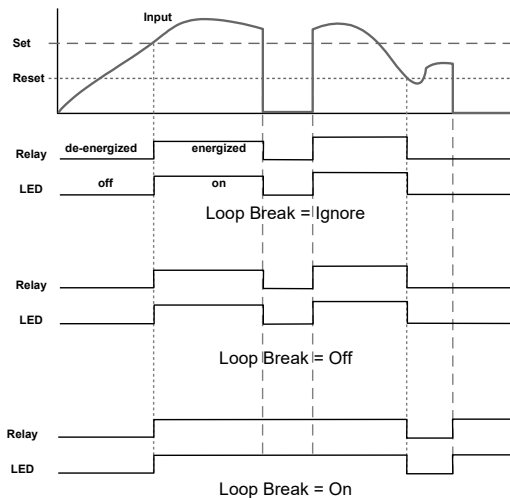 Input
Set
Reset
Relay de-energized energized
LED off on
Loop Break = Ignore
Relay
LED
Loop Break = Off
Relay
LED
Loop Break = On